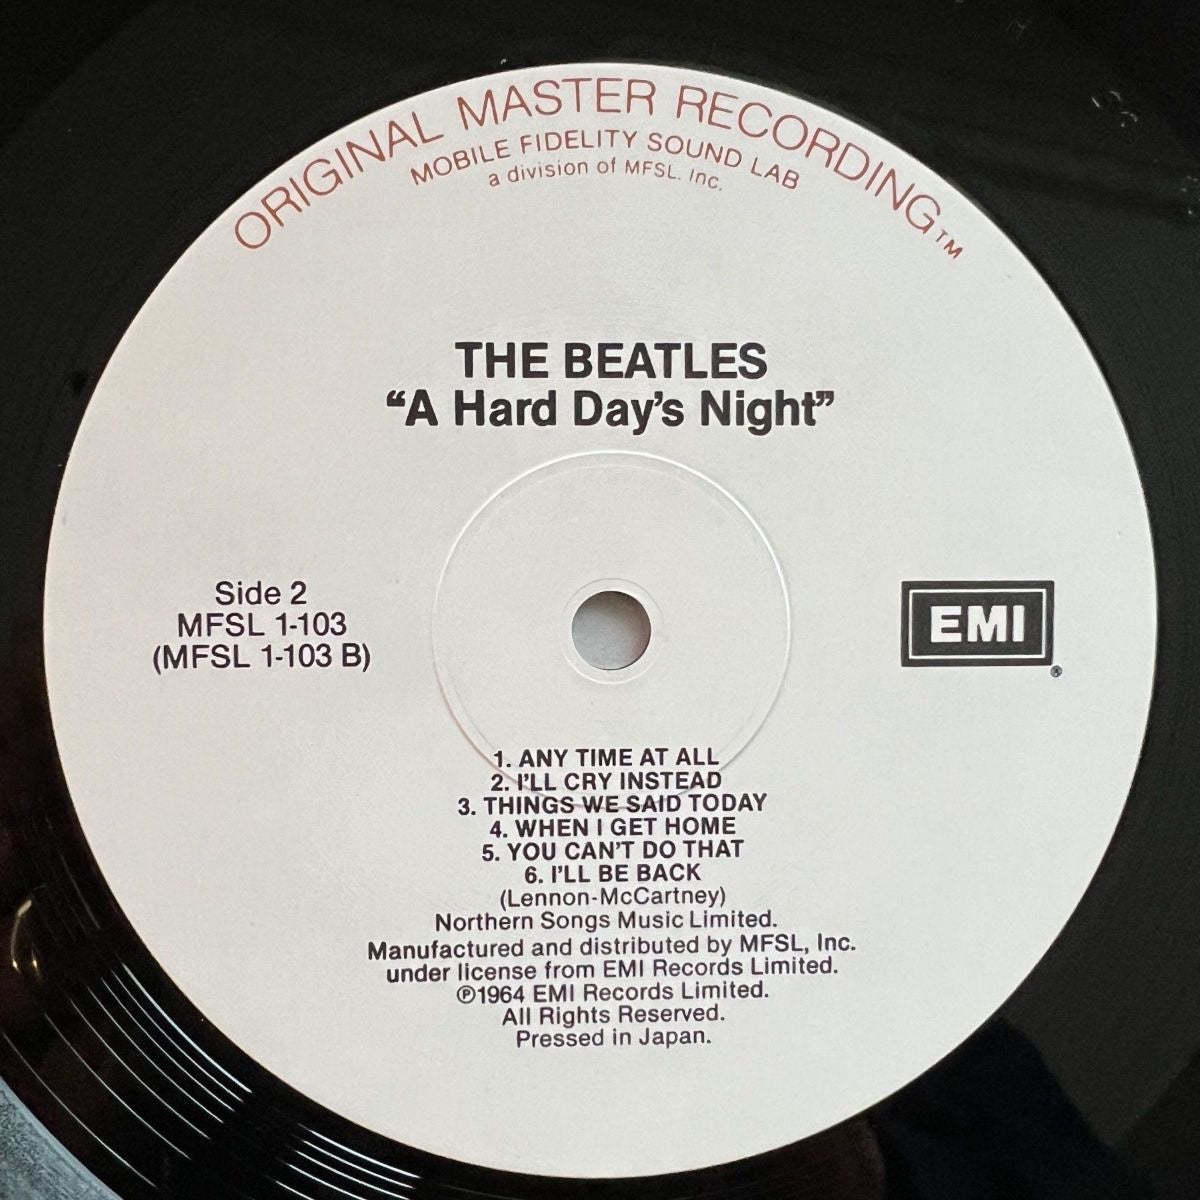 ORIGINAL MASTER RECORDING™
MOBILE FIDELITY SOUND LAB
a division of MFSL. Inc.
THE BEATLES
“A Hard Day's Night”
Side 2
MFSL 1-103
(MFSL 1-103 B)
EMI
®
1. ANY TIME AT ALL
2. I'LL CRY INSTEAD
3. THINGS WE SAID TODAY
4. WHEN I GET HOME
5. YOU CAN'T DO THAT
6. I'LL BE BACK
(Lennon-McCartney)
Northern Songs Music Limited.
Manufactured and distributed by MFSL, Inc.
under license from EMI Records Limited.
℗1964 EMI Records Limited.
All Rights Reserved.
Pressed in Japan.